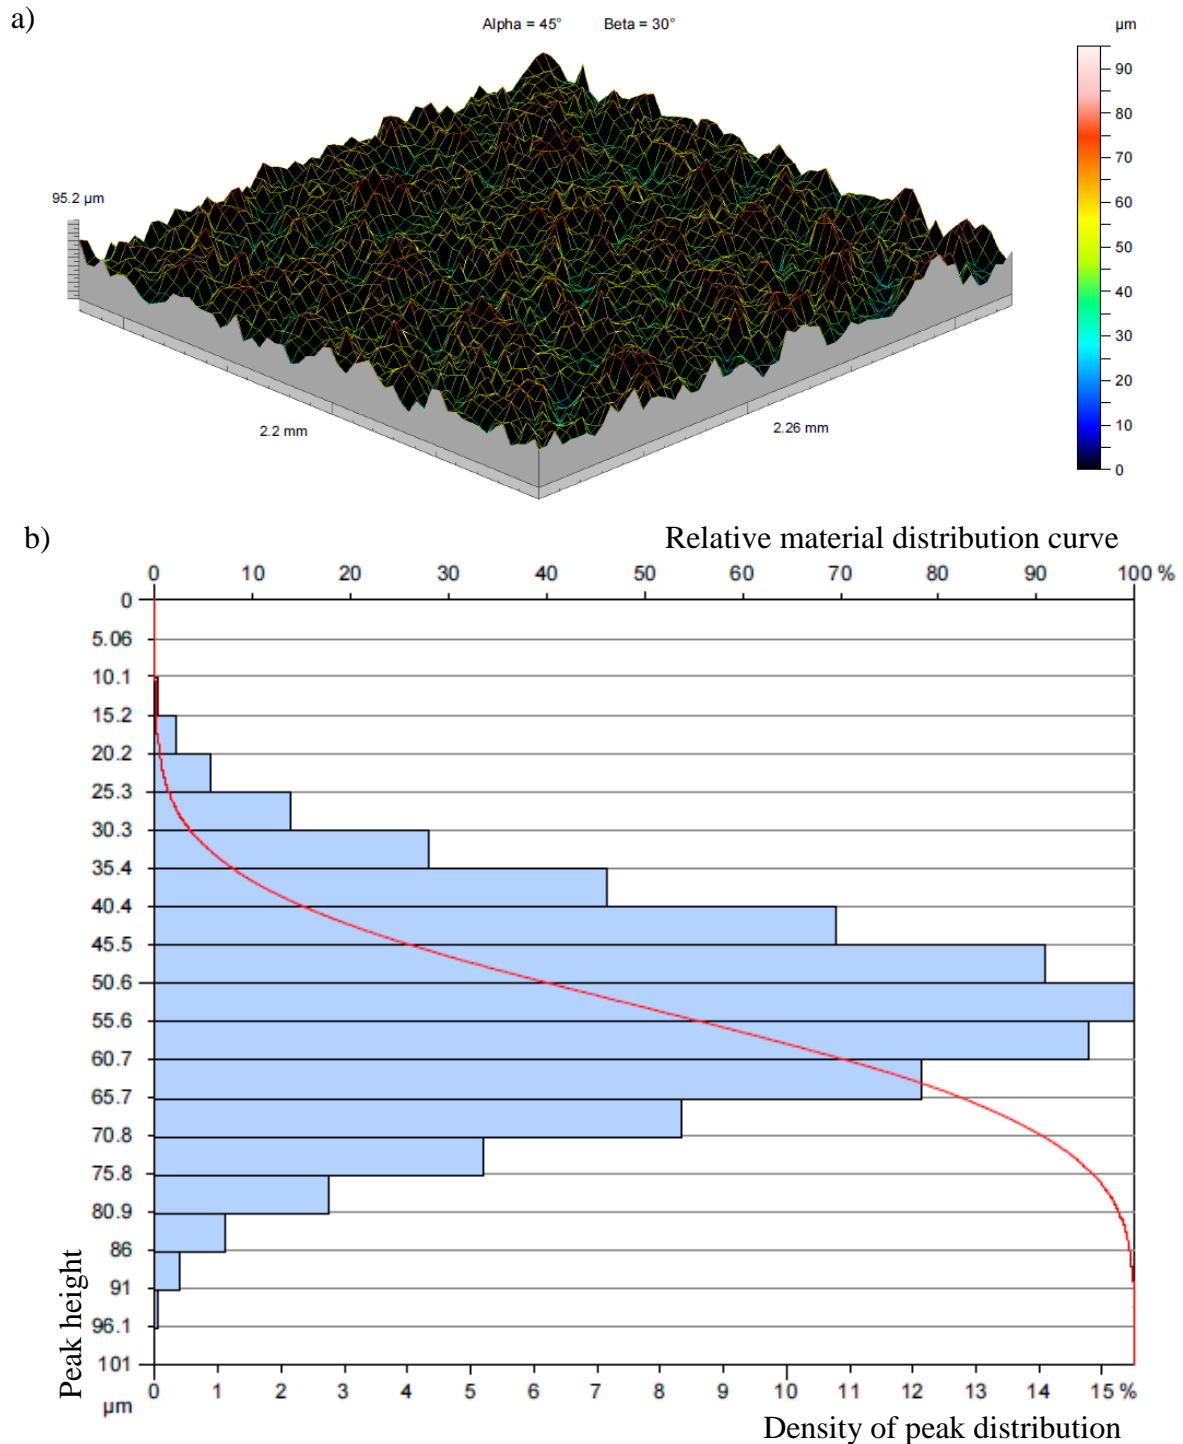 a)
Alpha = 45° Beta = 30°
µm
90
80
70
60
50
40
30
20
10
0
95.2 µm
2.2 mm
2.26 mm
b)
Relative material distribution curve
0 10 20 30 40 50 60 70 80 90 100 %
0
5.06
10.1
15.2
20.2
25.3
30.3
35.4
40.4
45.5
50.6
55.6
60.7
65.7
70.8
75.8
80.9
86
91
96.1
101
Peak height
µm
0 1 2 3 4 5 6 7 8 9 10 11 12 13 14 15 %
Density of peak distribution